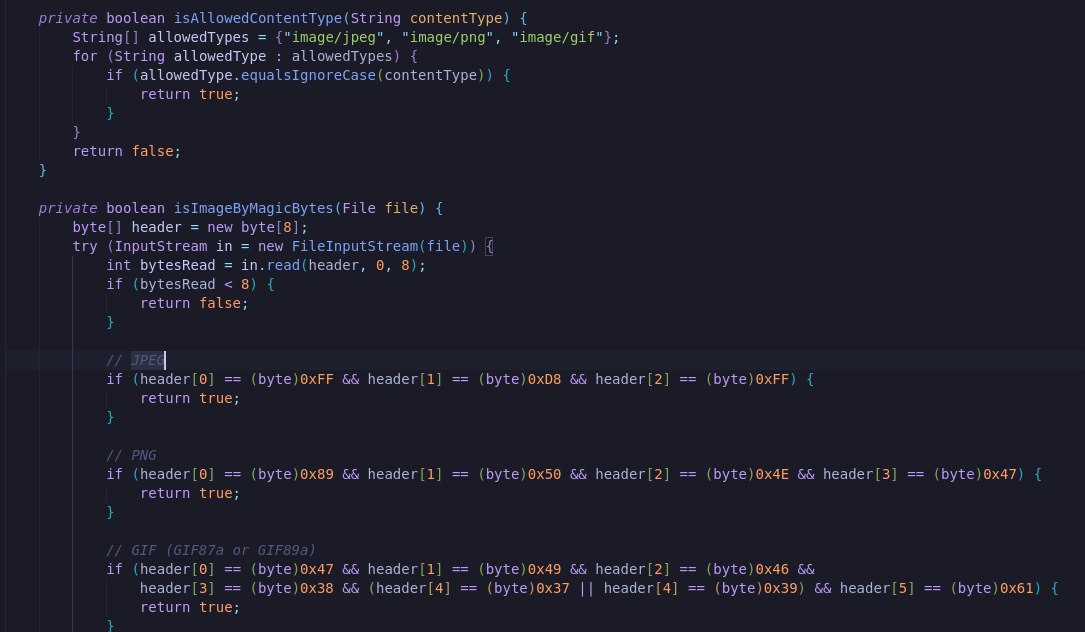 private boolean isAllowedContentType(String contentType) {
    String[] allowedTypes = {"image/jpeg", "image/png", "image/gif"};
    for (String allowedType : allowedTypes) {
        if (allowedType.equalsIgnoreCase(contentType)) {
            return true;
        }
    }
    return false;
}

private boolean isImageByMagicBytes(File file) {
    byte[] header = new byte[8];
    try (InputStream in = new FileInputStream(file)) {
        int bytesRead = in.read(header, 0, 8);
        if (bytesRead < 8) {
            return false;
        }

        // JPEG
        if (header[0] == (byte)0xFF && header[1] == (byte)0xD8 && header[2] == (byte)0xFF) {
            return true;
        }

        // PNG
        if (header[0] == (byte)0x89 && header[1] == (byte)0x50 && header[2] == (byte)0x4E && header[3] == (byte)0x47) {
            return true;
        }

        // GIF (GIF87a or GIF89a)
        if (header[0] == (byte)0x47 && header[1] == (byte)0x49 && header[2] == (byte)0x46 &&
            header[3] == (byte)0x38 && (header[4] == (byte)0x37 || header[4] == (byte)0x39) && header[5] == (byte)0x61) {
            return true;
        }